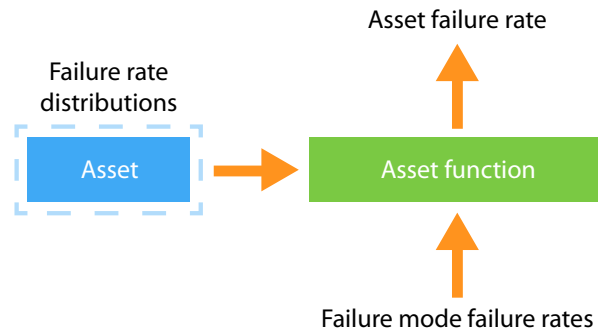 Asset failure rate
Failure rate
distributions
Asset
Asset function
Failure mode failure rates